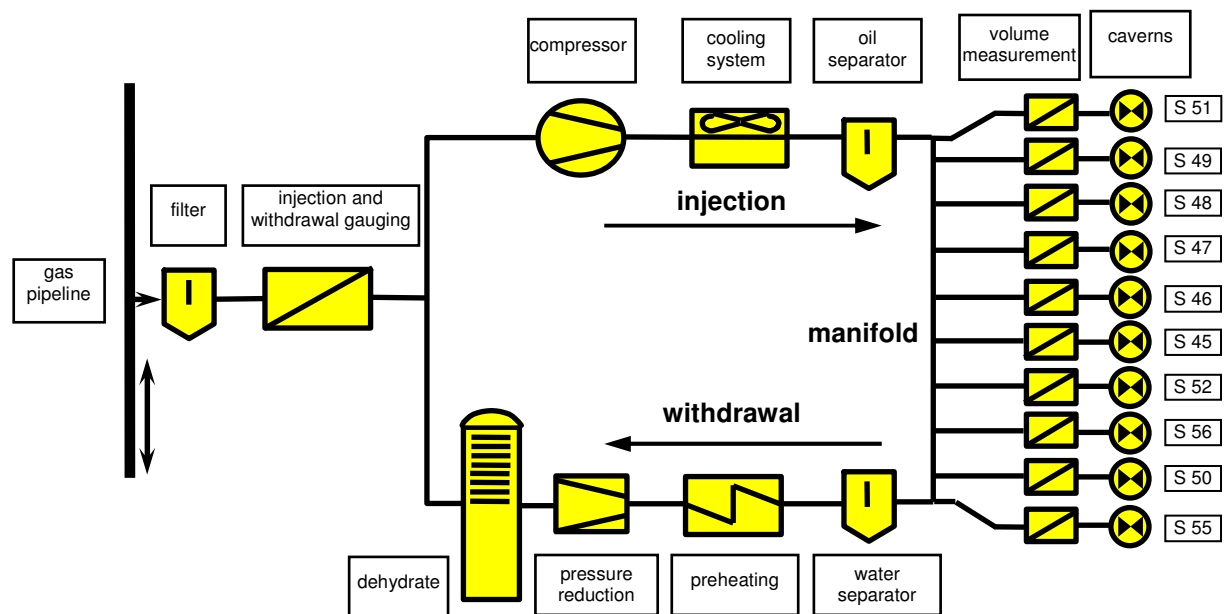 compressor
cooling
system
oil
separator
volume
measurement
caverns
S 51
S 49
S 48
S 47
S 46
S 45
S 52
S 56
S 50
S 55
filter
injection and
withdrawal gauging
gas
pipeline
injection
manifold
withdrawal
dehydrate
pressure
reduction
preheating
water
separator